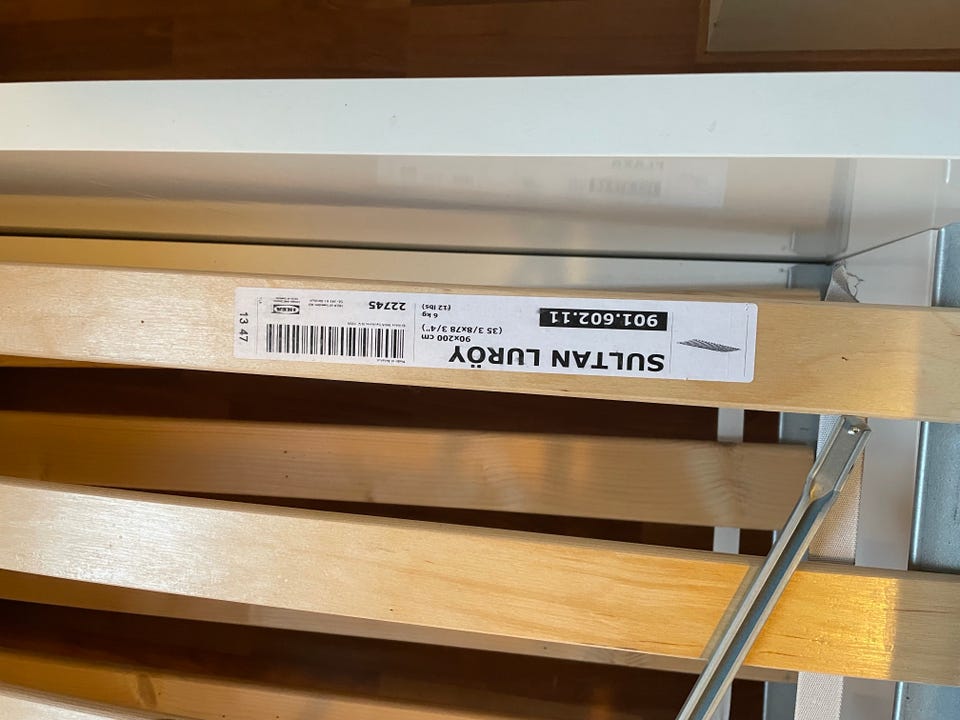 SULTAN LUROY
901.602.11
90x200 cm
(35 3/8x78 3/4")
6 kg
(12 lbs)
22745
IKEA
13 47